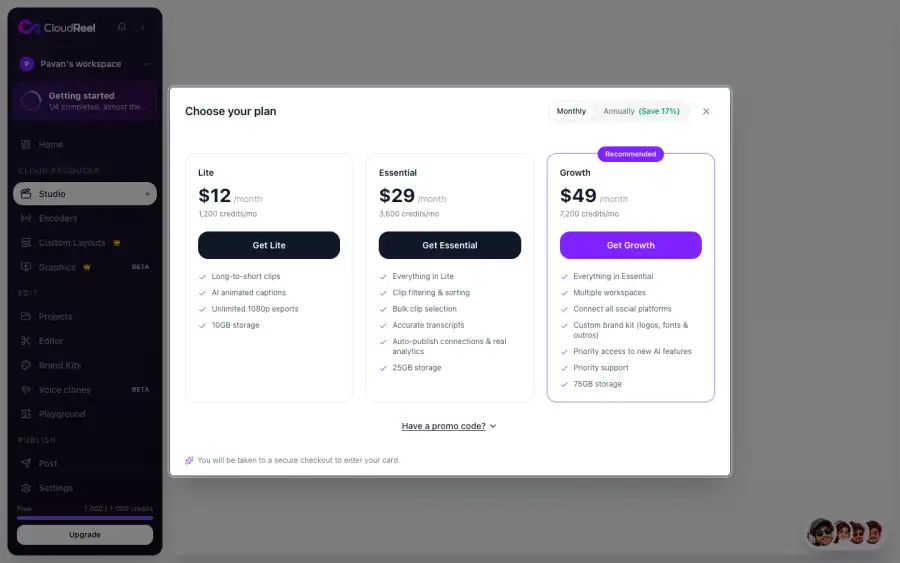 CloudReel
P Pavan's workspace
Getting started
1/4 completed, almost the...
Home
CLOUD PRODUCER
Studio
Encoders
Custom Layouts
Graphics BETA
EDIT
Projects
Editor
Brand Kits
Voice clones BETA
Playground
PUBLISH
Post
Settings
Free 1,000 / 1,000 credits
Upgrade
Choose your plan
Monthly Annually (Save 17%)
Lite
$12 /month
1,200 credits/mo
Get Lite
Long-to-short clips
AI animated captions
Unlimited 1080p exports
10GB storage
Essential
$29 /month
3,600 credits/mo
Get Essential
Everything in Lite
Clip filtering & sorting
Bulk clip selection
Accurate transcripts
Auto-publish connections & real
analytics
25GB storage
Recommended
Growth
$49 /month
7,200 credits/mo
Get Growth
Everything in Essential
Multiple workspaces
Connect all social platforms
Custom brand kit (logos, fonts &
outros)
Priority access to new AI features
Priority support
75GB storage
Have a promo code?
You will be taken to a secure checkout to enter your card.